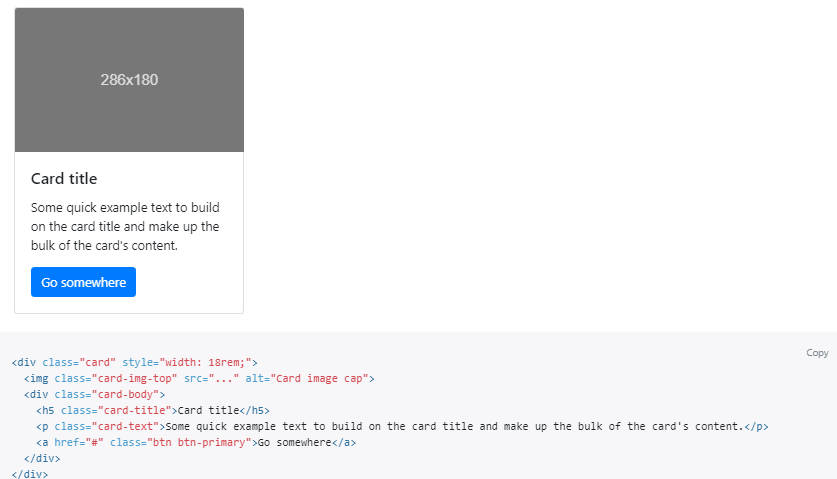 286x180
Card title
Some quick example text to build
on the card title and make up the
bulk of the card's content.
Go somewhere
Copy
<div class="card" style="width: 18rem;">
  <img class="card-img-top" src="..." alt="Card image cap">
  <div class="card-body">
    <h5 class="card-title">Card title</h5>
    <p class="card-text">Some quick example text to build on the card title and make up the bulk of the card's content.</p>
    <a href="#" class="btn btn-primary">Go somewhere</a>
  </div>
</div>